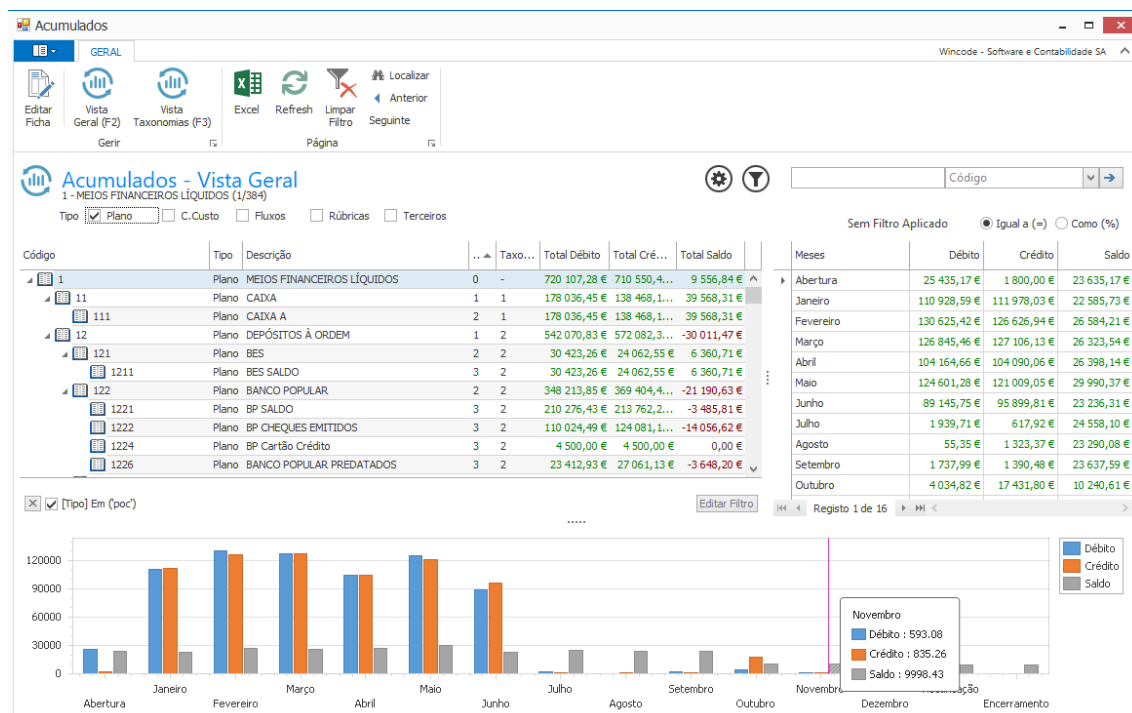 Acumulados
GERAL
Wincode - Software e Contabilidade SA
Editar Ficha
Vista Geral (F2)
Vista Taxonomias (F3)
Excel
Refresh
Limpar Filtro
Localizar
Anterior
Seguinte
Gerir
Página
Acumulados - Vista Geral
1 - MEIOS FINANCEIROS LÍQUIDOS (1/384)
Código
Tipo Plano C.Custo Fluxos Rúbricas Terceiros
Sem Filtro Aplicado Igual a (=) Como (%)
Código Tipo Descrição .. Taxo... Total Débito Total Cré... Total Saldo
1 Plano MEIOS FINANCEIROS LÍQUIDOS 0 - 720 107,28 € 710 550,4... 9 556,84 €
11 Plano CAIXA 1 1 178 036,45 € 138 468,1... 39 568,31 €
111 Plano CAIXA A 2 1 178 036,45 € 138 468,1... 39 568,31 €
12 Plano DEPÓSITOS À ORDEM 1 2 542 070,83 € 572 082,3... -30 011,47 €
121 Plano BES 2 2 30 423,26 € 24 062,55 € 6 360,71 €
1211 Plano BES SALDO 3 2 30 423,26 € 24 062,55 € 6 360,71 €
122 Plano BANCO POPULAR 2 2 348 213,85 € 369 404,4... -21 190,63 €
1221 Plano BP SALDO 3 2 210 276,43 € 213 762,2... -3 485,81 €
1222 Plano BP CHEQUES EMITIDOS 3 2 110 024,49 € 124 081,1... -14 056,62 €
1224 Plano BP Cartão Crédito 3 2 4 500,00 € 4 500,00 € 0,00 €
1226 Plano BANCO POPULAR PREDATADOS 3 2 23 412,93 € 27 061,13 € -3 648,20 €
[Tipo] Em ('poc')
Editar Filtro
Meses Débito Crédito Saldo
Abertura 25 435,17 € 1 800,00 € 23 635,17 €
Janeiro 110 928,59 € 111 978,03 € 22 585,73 €
Fevereiro 130 625,42 € 126 626,94 € 26 584,21 €
Março 126 845,46 € 127 106,13 € 26 323,54 €
Abril 104 164,66 € 104 090,06 € 26 398,14 €
Maio 124 601,28 € 121 009,05 € 29 990,37 €
Junho 89 145,75 € 95 899,81 € 23 236,31 €
Julho 1 939,71 € 617,92 € 24 558,10 €
Agosto 55,35 € 1 323,37 € 23 290,08 €
Setembro 1 737,99 € 1 390,48 € 23 637,59 €
Outubro 4 034,82 € 17 431,80 € 10 240,61 €
Registo 1 de 16
120000
90000
60000
30000
0
Débito
Crédito
Saldo
Novembro
Débito : 593.08
Crédito : 835.26
Saldo : 9998.43
Janeiro Março Maio Julho Setembro Novembro
Abertura Fevereiro Abril Junho Agosto Outubro Dezembro Encerramento